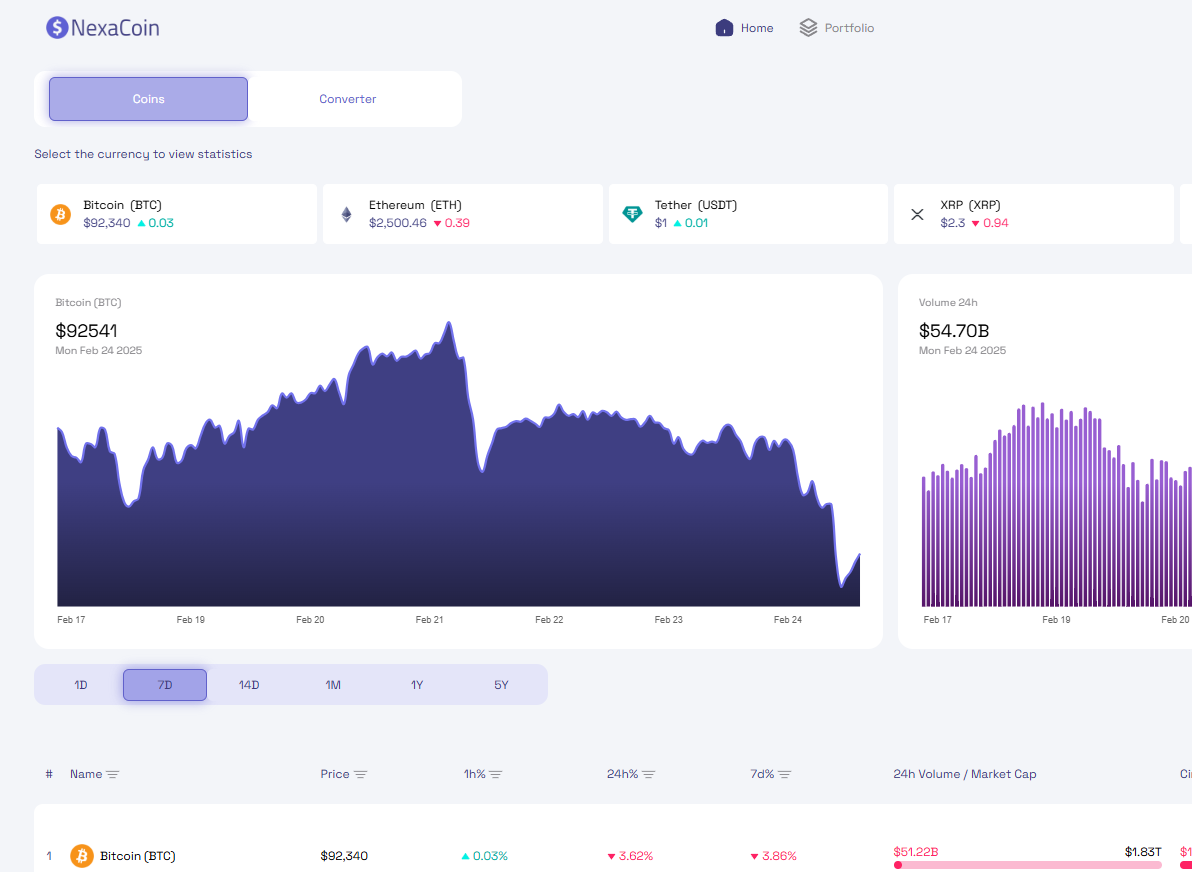 NexaCoin
Home
Portfolio
Coins
Converter
Select the currency to view statistics
Bitcoin (BTC)
$92,340 0.03
Ethereum (ETH)
$2,500.46 0.39
Tether (USDT)
$1 0.01
XRP (XRP)
$2.3 0.94
Bitcoin (BTC)
$92541
Mon Feb 24 2025
Feb 17 Feb 19 Feb 20 Feb 21 Feb 22 Feb 23 Feb 24
Volume 24h
$54.70B
Mon Feb 24 2025
Feb 17 Feb 19 Feb 20
1D 7D 14D 1M 1Y 5Y
# Name Price 1h% 24h% 7d% 24h Volume / Market Cap
1 Bitcoin (BTC) $92,340 0.03% 3.62% 3.86% $51.22B $1.83T